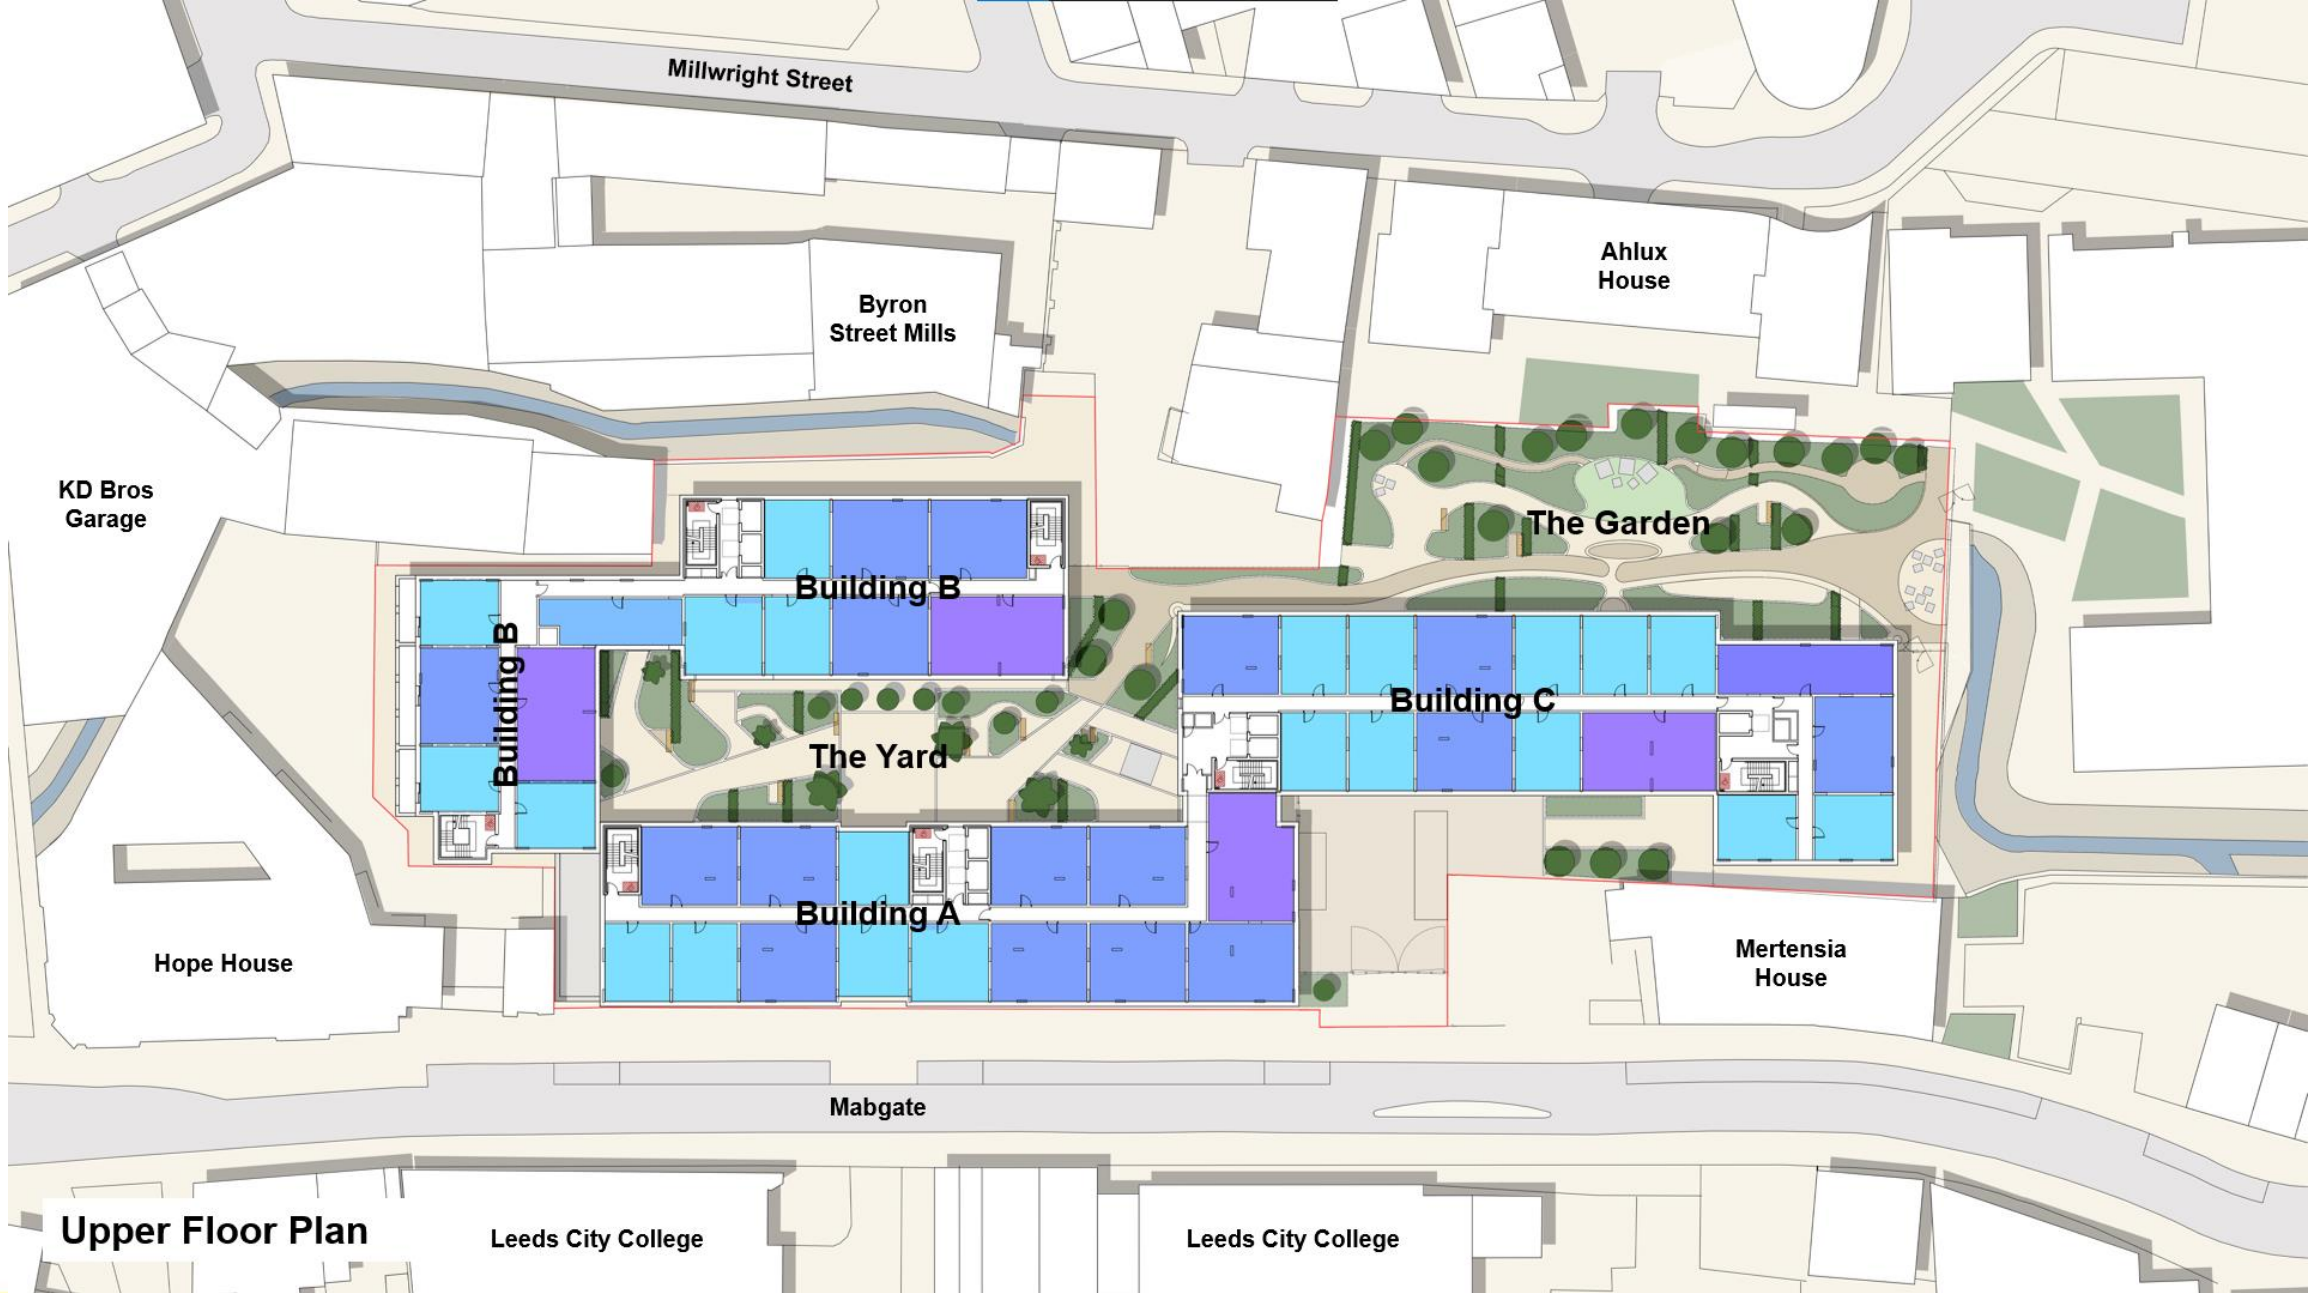 Millwright Street
Ahlux
House
Byron
Street Mills
KD Bros
Garage
The Garden
Building B
Building B
Building C
The Yard
Building A
Hope House
Mertensia
House
Mabgate
Upper Floor Plan
Leeds City College
Leeds City College